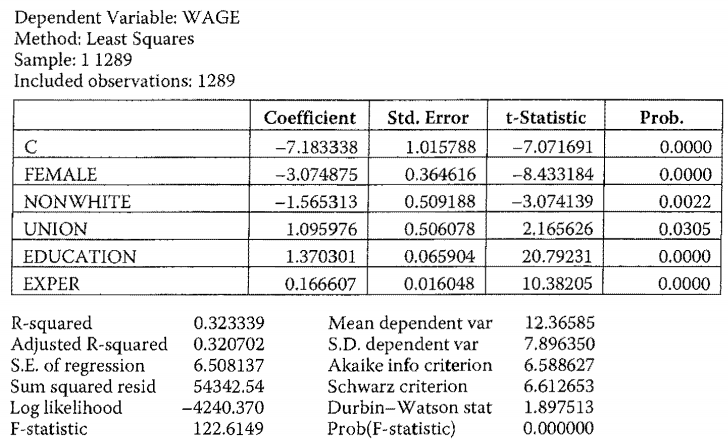 Dependent Variable: WAGE
Method: Least Squares
Sample: 1 1289
Included observations: 1289
Coefficient Std. Error t-Statistic Prob.
C −7.183338 1.015788 −7.071691 0.0000
FEMALE −3.074875 0.364616 −8.433184 0.0000
NONWHITE −1.565313 0.509188 −3.074139 0.0022
UNION 1.095976 0.506078 2.165626 0.0305
EDUCATION 1.370301 0.065904 20.79231 0.0000
EXPER 0.166607 0.016048 10.38205 0.0000
R-squared 0.323339 Mean dependent var 12.36585
Adjusted R-squared 0.320702 S.D. dependent var 7.896350
S.E. of regression 6.508137 Akaike info criterion 6.588627
Sum squared resid 54342.54 Schwarz criterion 6.612653
Log likelihood −4240.370 Durbin–Watson stat 1.897513
F-statistic 122.6149 Prob(F-statistic) 0.000000